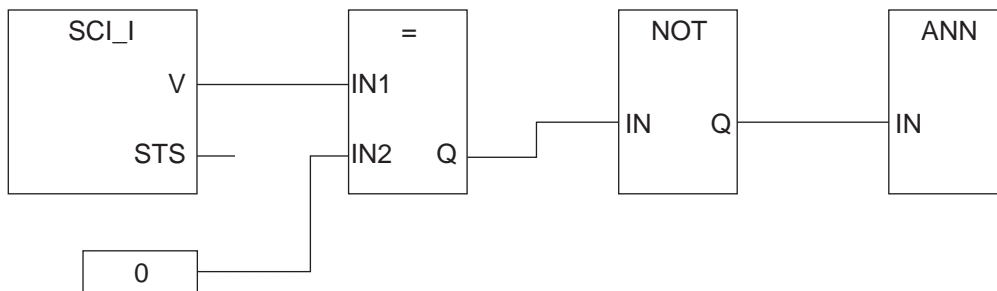 SCI_I
=
NOT
ANN
V
IN1
IN
Q
IN
STS
IN2
Q
0